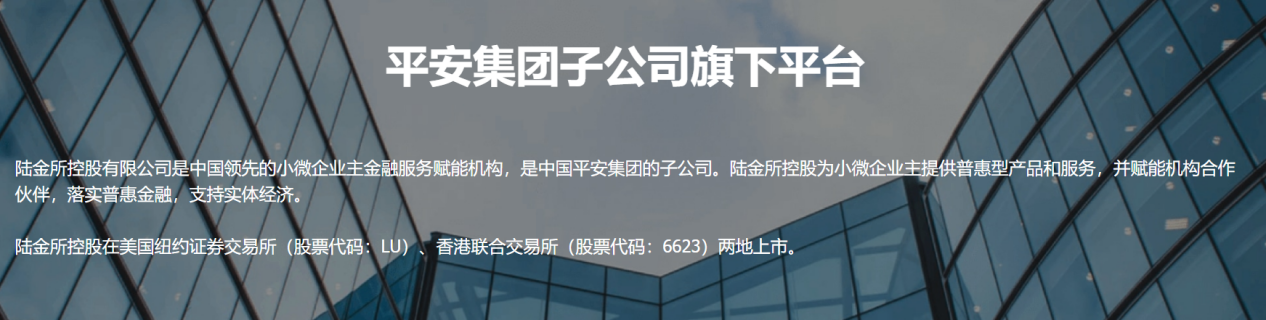 平安集团子公司旗下平台
陆金所控股有限公司是中国领先的小微企业主金融服务赋能机构，是中国平安集团的子公司。陆金所控股为小微企业主提供普惠型产品和服务，并赋能机构合作
伙伴，落实普惠金融，支持实体经济。
陆金所控股在美国纽约证券交易所（股票代码：LU）、香港联合交易所（股票代码：6623）两地上市。